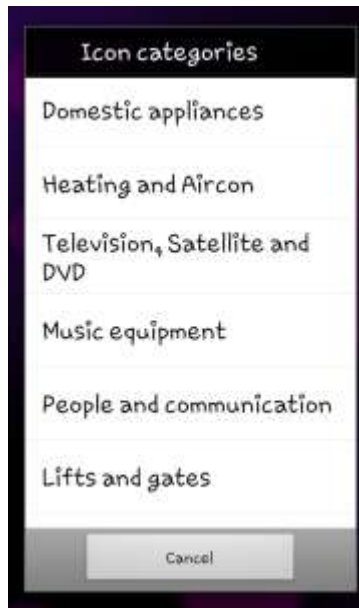 Icon categories
Domestic appliances
Heating and Aircon
Television, Satellite and
DVD
Music equipment
People and communication
Lifts and gates
Cancel